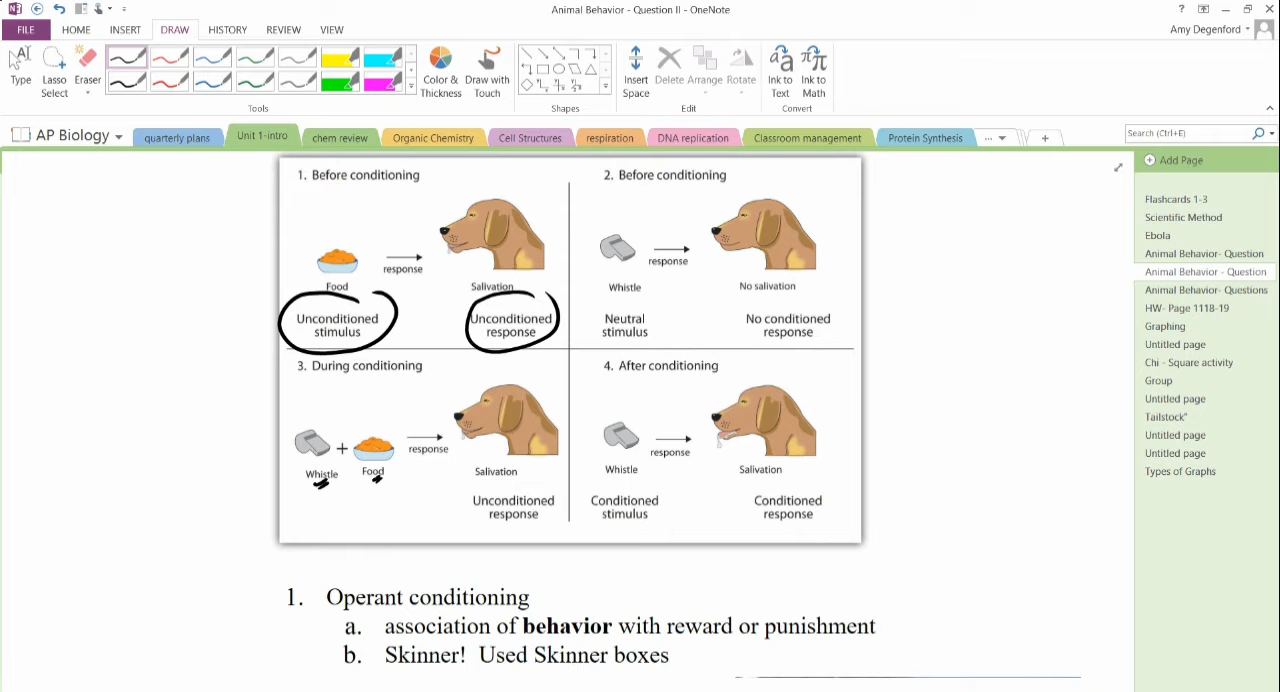 Animal Behavior - Question II - OneNote
?
FILE HOME INSERT DRAW HISTORY REVIEW VIEW
Amy Degenford
Type Lasso Select Eraser
Color & Thickness Draw with Touch
Insert Space Delete Arrange Rotate
Ink to Text Ink to Math
Tools Shapes Edit Convert
AP Biology quarterly plans Unit 1-intro chem review Organic Chemistry Cell Structures respiration DNA replication Classroom management Protein Synthesis ... +
Search (Ctrl+E)
Add Page
Flashcards 1-3
Scientific Method
Ebola
Animal Behavior- Question
Animal Behavior - Question
Animal Behavior- Questions
HW- Page 1118-19
Graphing
Untitled page
Chi - Square activity
Group
Untitled page
Tailstock"
Untitled page
Untitled page
Types of Graphs
1. Before conditioning
response
Food
Salivation
Unconditioned stimulus
Unconditioned response
2. Before conditioning
response
Whistle
No salivation
Neutral stimulus
No conditioned response
3. During conditioning
+
response
Whistle
Food
Salivation
Unconditioned response
4. After conditioning
response
Whistle
Salivation
Conditioned stimulus
Conditioned response
1. Operant conditioning
a. association of behavior with reward or punishment
b. Skinner! Used Skinner boxes